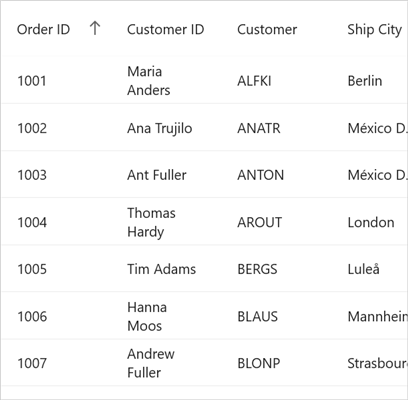 Order ID Customer ID Customer Ship City
Maria
1001 ALFKI Berlin
Anders
1002 Ana Trujilo ANATR México D.
1003 Ant Fuller ANTON México D.
Thomas
1004 AROUT London
Hardy
1005 Tim Adams BERGS Luleå
Hanna
1006 BLAUS Mannhein
Moos
Andrew
1007 BLONP Strasbour
Fuller